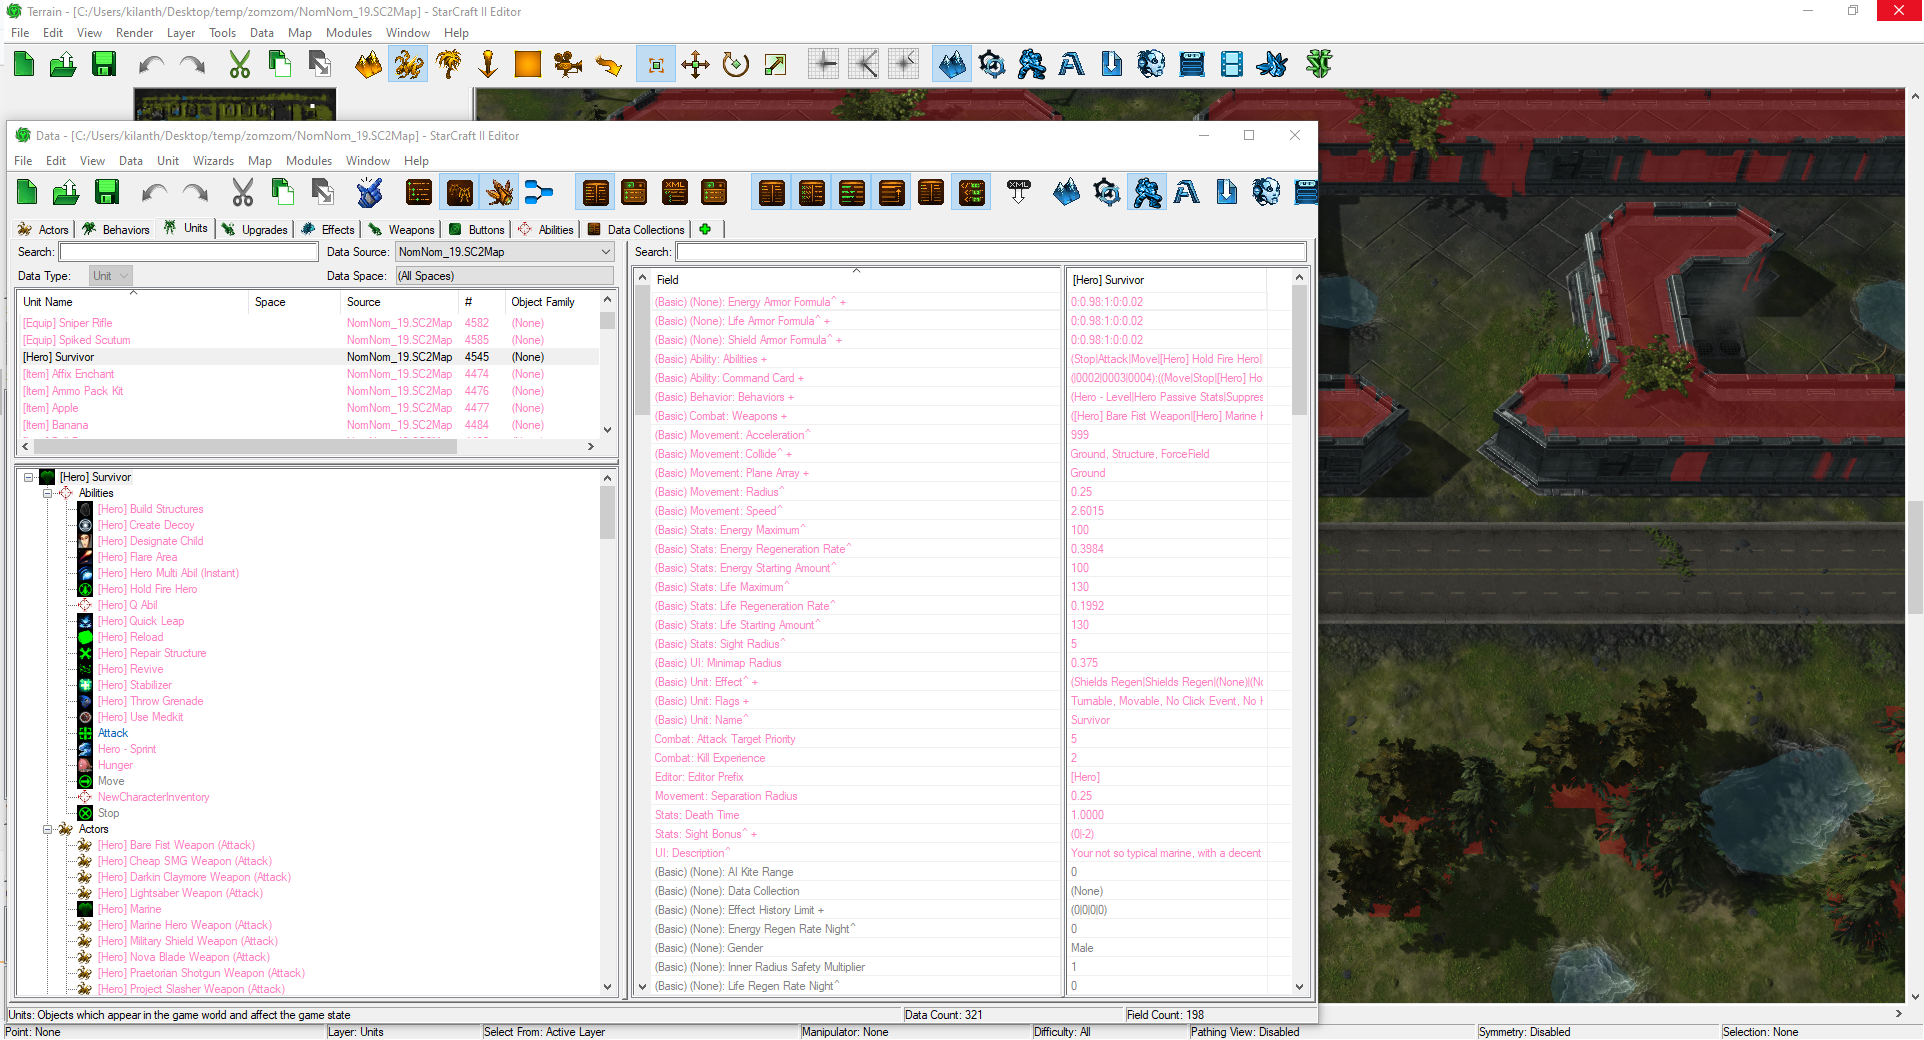 Terrain - [C:/Users/kilanth/Desktop/temp/zomzom/NomNom_19.SC2Map] - StarCraft II Editor
File Edit View Render Layer Tools Data Map Modules Window Help
Data - [C:/Users/kilanth/Desktop/temp/zomzom/NomNom_19.SC2Map] - StarCraft II Editor
File Edit View Data Unit Wizards Map Modules Window Help
Actors Behaviors Units Upgrades Effects Weapons Buttons Abilities Data Collections
Search: Data Source: NomNom_19.SC2Map
Data Type: Unit Data Space: (All Spaces)
Unit Name Space Source # Object Family
[Equip] Sniper Rifle NomNom_19.SC2Map 4582 (None)
[Equip] Spiked Scutum NomNom_19.SC2Map 4585 (None)
[Hero] Survivor NomNom_19.SC2Map 4545 (None)
[Item] Affix Enchant NomNom_19.SC2Map 4474 (None)
[Item] Ammo Pack Kit NomNom_19.SC2Map 4476 (None)
[Item] Apple NomNom_19.SC2Map 4477 (None)
[Item] Banana NomNom_19.SC2Map 4484 (None)
[Hero] Survivor
Abilities
[Hero] Build Structures
[Hero] Create Decoy
[Hero] Designate Child
[Hero] Flare Area
[Hero] Hero Multi Abil (Instant)
[Hero] Hold Fire Hero
[Hero] Q Abil
[Hero] Quick Leap
[Hero] Reload
[Hero] Repair Structure
[Hero] Revive
[Hero] Stabilizer
[Hero] Throw Grenade
[Hero] Use Medkit
Attack
Hero - Sprint
Hunger
Move
NewCharacterInventory
Stop
Actors
[Hero] Bare Fist Weapon (Attack)
[Hero] Cheap SMG Weapon (Attack)
[Hero] Darkin Claymore Weapon (Attack)
[Hero] Lightsaber Weapon (Attack)
[Hero] Marine
[Hero] Marine Hero Weapon (Attack)
[Hero] Military Shield Weapon (Attack)
[Hero] Nova Blade Weapon (Attack)
[Hero] Praetorian Shotgun Weapon (Attack)
[Hero] Project Slasher Weapon (Attack)
Search:
Field [Hero] Survivor
(Basic) (None): Energy Armor Formula^ + 0:0.98:1:0:0.02
(Basic) (None): Life Armor Formula^ + 0:0.98:1:0:0.02
(Basic) (None): Shield Armor Formula^ + 0:0.98:1:0:0.02
(Basic) Ability: Abilities + (Stop|Attack|Move|[Hero] Hold Fire Hero|
(Basic) Ability: Command Card + (|0002|0003|0004):((Move|Stop|[Hero] Ho
(Basic) Behavior: Behaviors + (Hero - Level|Hero Passive Stats|Suppres
(Basic) Combat: Weapons + ([Hero] Bare Fist Weapon|[Hero] Marine
(Basic) Movement: Acceleration^ 999
(Basic) Movement: Collide^ + Ground, Structure, ForceField
(Basic) Movement: Plane Array + Ground
(Basic) Movement: Radius^ 0.25
(Basic) Movement: Speed^ 2.6015
(Basic) Stats: Energy Maximum^ 100
(Basic) Stats: Energy Regeneration Rate^ 0.3984
(Basic) Stats: Energy Starting Amount^ 100
(Basic) Stats: Life Maximum^ 130
(Basic) Stats: Life Regeneration Rate^ 0.1992
(Basic) Stats: Life Starting Amount^ 130
(Basic) Stats: Sight Radius^ 5
(Basic) UI: Minimap Radius 0.375
(Basic) Unit: Effect^ + (Shields Regen|Shields Regen|(None)|(No
(Basic) Unit: Flags + Turnable, Movable, No Click Event, No
(Basic) Unit: Name^ Survivor
Combat: Attack Target Priority 5
Combat: Kill Experience 2
Editor: Editor Prefix [Hero]
Movement: Separation Radius 0.25
Stats: Death Time 1.0000
Stats: Sight Bonus^ + (0|-2)
UI: Description^ Your not so typical marine, with a decent
(Basic) (None): AI Kite Range 0
(Basic) (None): Data Collection (None)
(Basic) (None): Effect History Limit + (0|0|0|0)
(Basic) (None): Energy Regen Rate Night^ 0
(Basic) (None): Gender Male
(Basic) (None): Inner Radius Safety Multiplier 1
(Basic) (None): Life Regen Rate Night^ 0
Units: Objects which appear in the game world and affect the game state Data Count: 321 Field Count: 198
Point: None Layer: Units Select From: Active Layer Manipulator: None Difficulty: All Pathing View: Disabled Symmetry: Disabled Selection: None